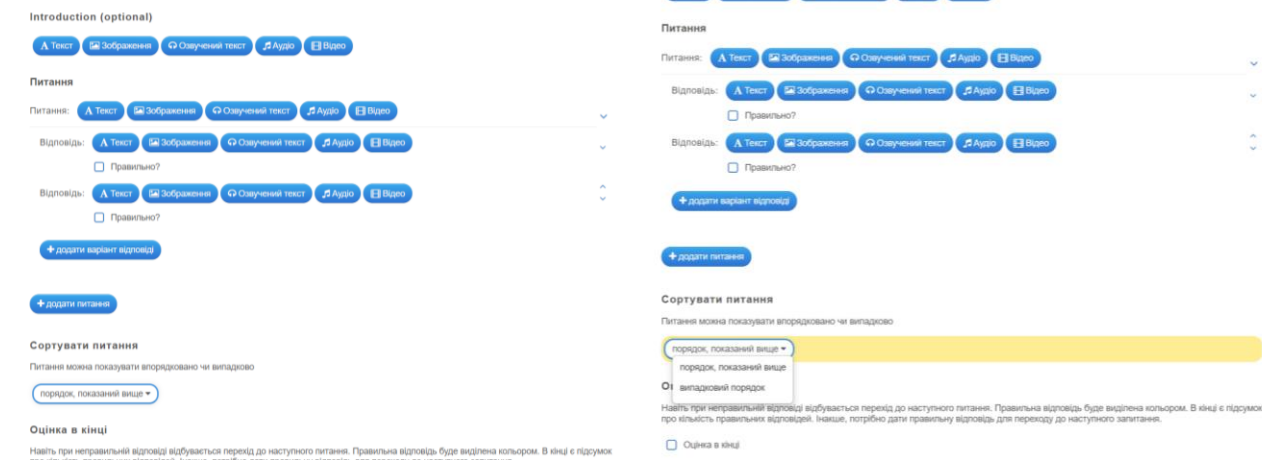 Introduction (optional)
Текст Зображення Озвучений текст Аудіо Відео
Питання
Питання: Текст Зображення Озвучений текст Аудіо Відео
Відповідь: Текст Зображення Озвучений текст Аудіо Відео
Правильно?
Відповідь: Текст Зображення Озвучений текст Аудіо Відео
Правильно?
додати варіант відповіді
додати питання
Сортувати питання
Питання можна показувати впорядковано чи випадково
порядок, показаний вище
Оцінка в кінці
Навіть при неправильній відповіді відбувається перехід до наступного питання. Правильна відповідь буде виділена кольором. В кінці є підсумок
Питання
Питання: Текст Зображення Озвучений текст Аудіо Відео
Відповідь: Текст Зображення Озвучений текст Аудіо Відео
Правильно?
Відповідь: Текст Зображення Озвучений текст Аудіо Відео
Правильно?
додати варіант відповіді
додати питання
Сортувати питання
Питання можна показувати впорядковано чи випадково
порядок, показаний вище
порядок, показаний вище
випадковий порядок
Навіть при неправильній відповіді відбувається перехід до наступного питання. Правильна відповідь буде виділена кольором. В кінці є підсумок
про кількість правильних відповідей. Інакше, потрібно дати правильну відповідь для переходу до наступного запитання.
Оцінка в кінці